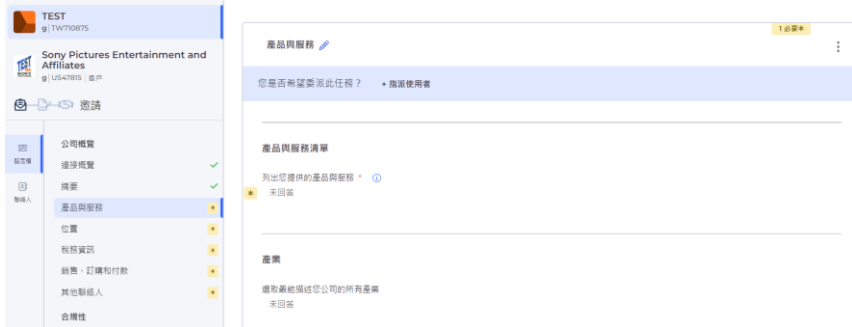 TEST
g | TW710875
Sony Pictures Entertainment and Affiliates
g | US47815 | 客戶
邀請
設定檔
聯絡人
公司概覽
連接概覽
摘要
產品與服務 *
位置 *
稅務資訊 *
銷售、訂購和付款 *
其他聯絡人 *
合規性
1 必要*
產品與服務
您是否希望委派此任務？ + 指派使用者
產品與服務清單
列出您提供的產品與服務 *
* 未回答
產業
選取最能描述您公司的所有產業
未回答